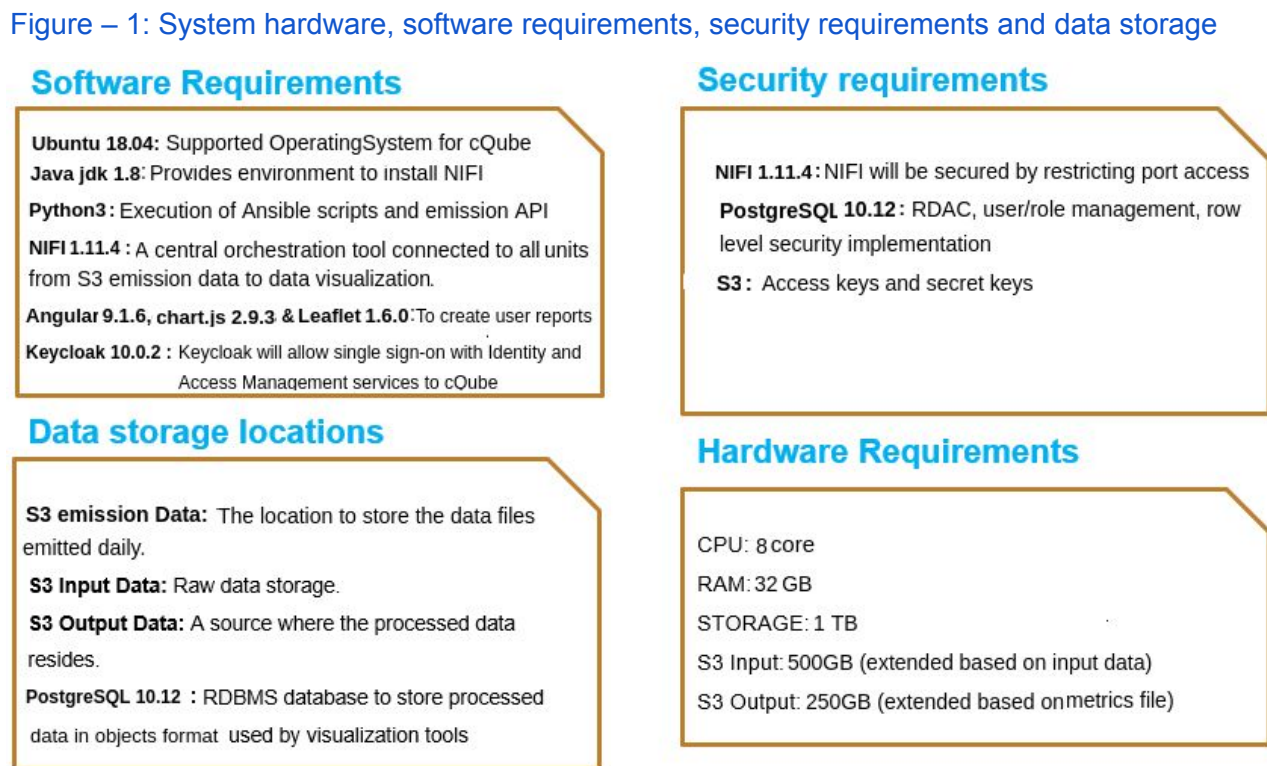 Figure – 1: System hardware, software requirements, security requirements and data storage
Software Requirements
Ubuntu 18.04: Supported OperatingSystem for cQube
Java jdk 1.8: Provides environment to install NIFI
Python3 : Execution of Ansible scripts and emission API
NIFI 1.11.4 : A central orchestration tool connected to all units
from S3 emission data to data visualization.
Angular 9.1.6, chart.js 2.9.3 & Leaflet 1.6.0:To create user reports
Keycloak 10.0.2 : Keycloak will allow single sign-on with Identity and
Access Management services to cQube
Security requirements
NIFI 1.11.4 : NIFI will be secured by restricting port access
PostgreSQL 10.12 : RDAC, user/role management, row
level security implementation
S3 : Access keys and secret keys
Data storage locations
S3 emission Data: The location to store the data files
emitted daily.
S3 Input Data: Raw data storage.
S3 Output Data: A source where the processed data
resides.
PostgreSQL 10.12 : RDBMS database to store processed
data in objects format used by visualization tools
Hardware Requirements
CPU: 8 core
RAM: 32 GB
STORAGE: 1 TB
S3 Input: 500GB (extended based on input data)
S3 Output: 250GB (extended based on metrics file)